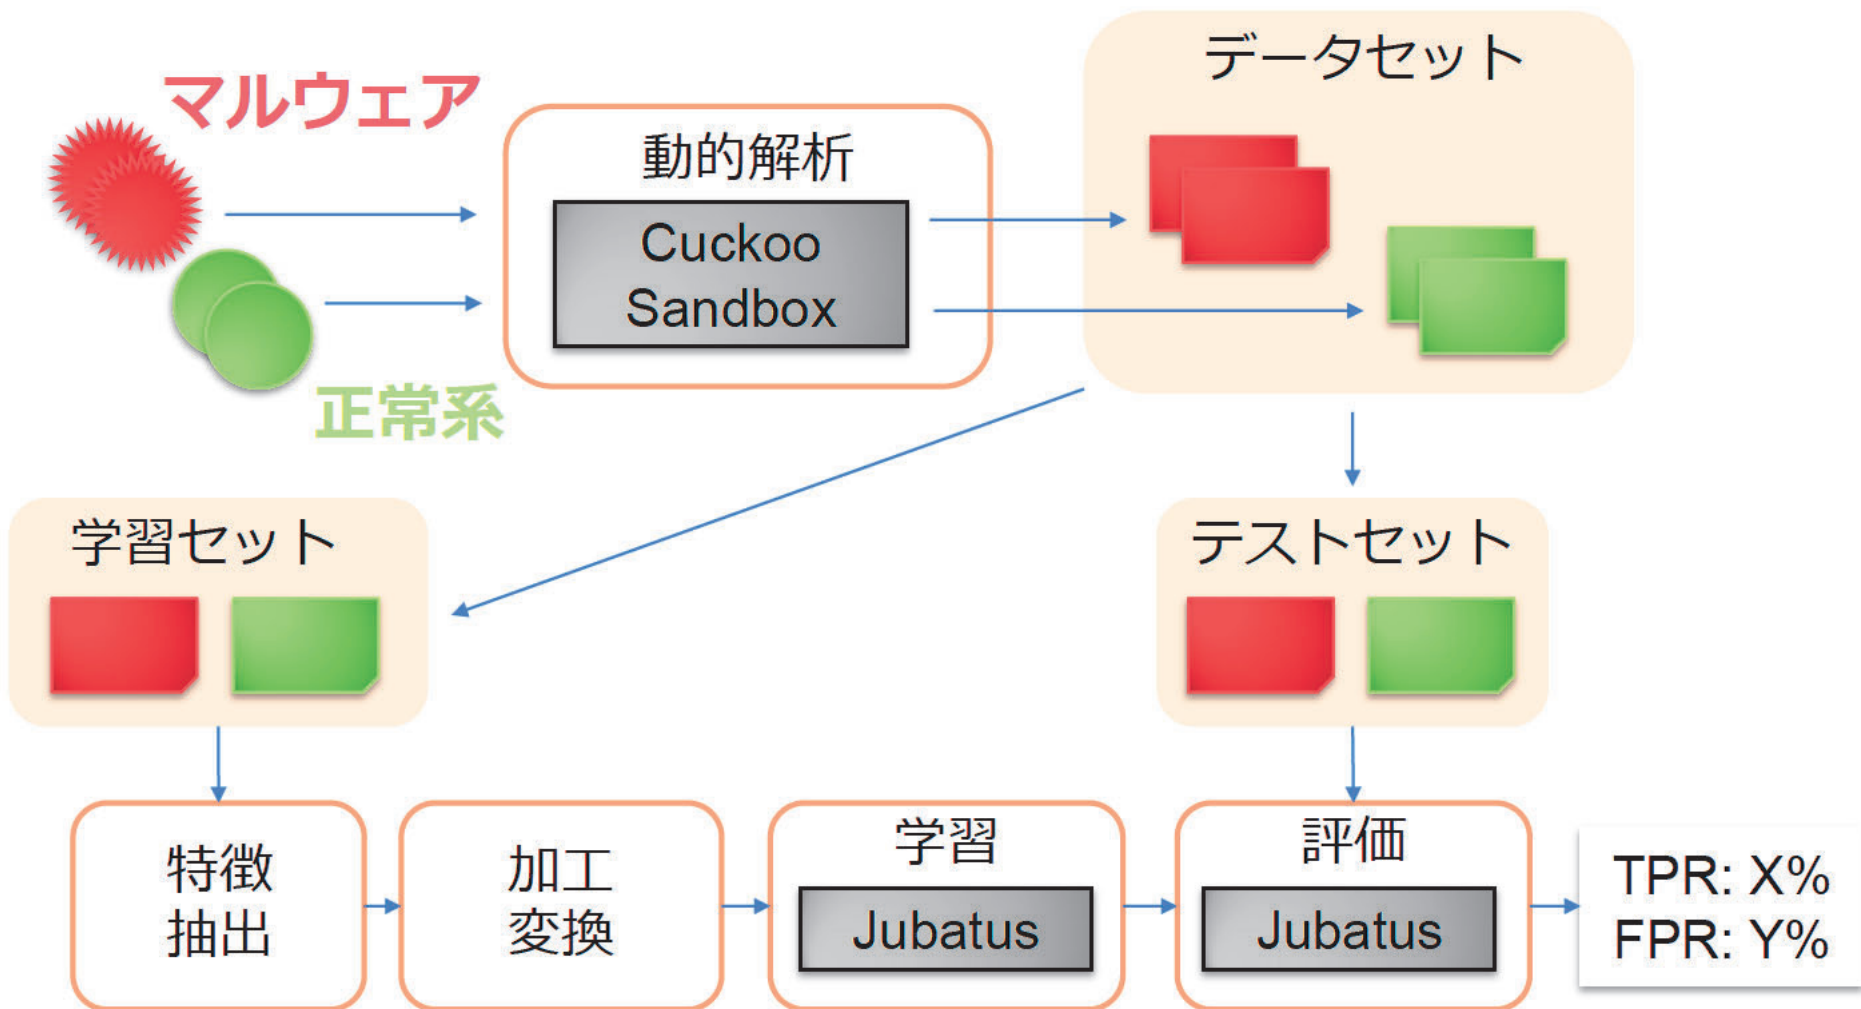 マルウェア
正常系
動的解析
Cuckoo
Sandbox
データセット
学習セット
テストセット
特徴
抽出
加工
変換
学習
Jubatus
評価
Jubatus
TPR: X%
FPR: Y%